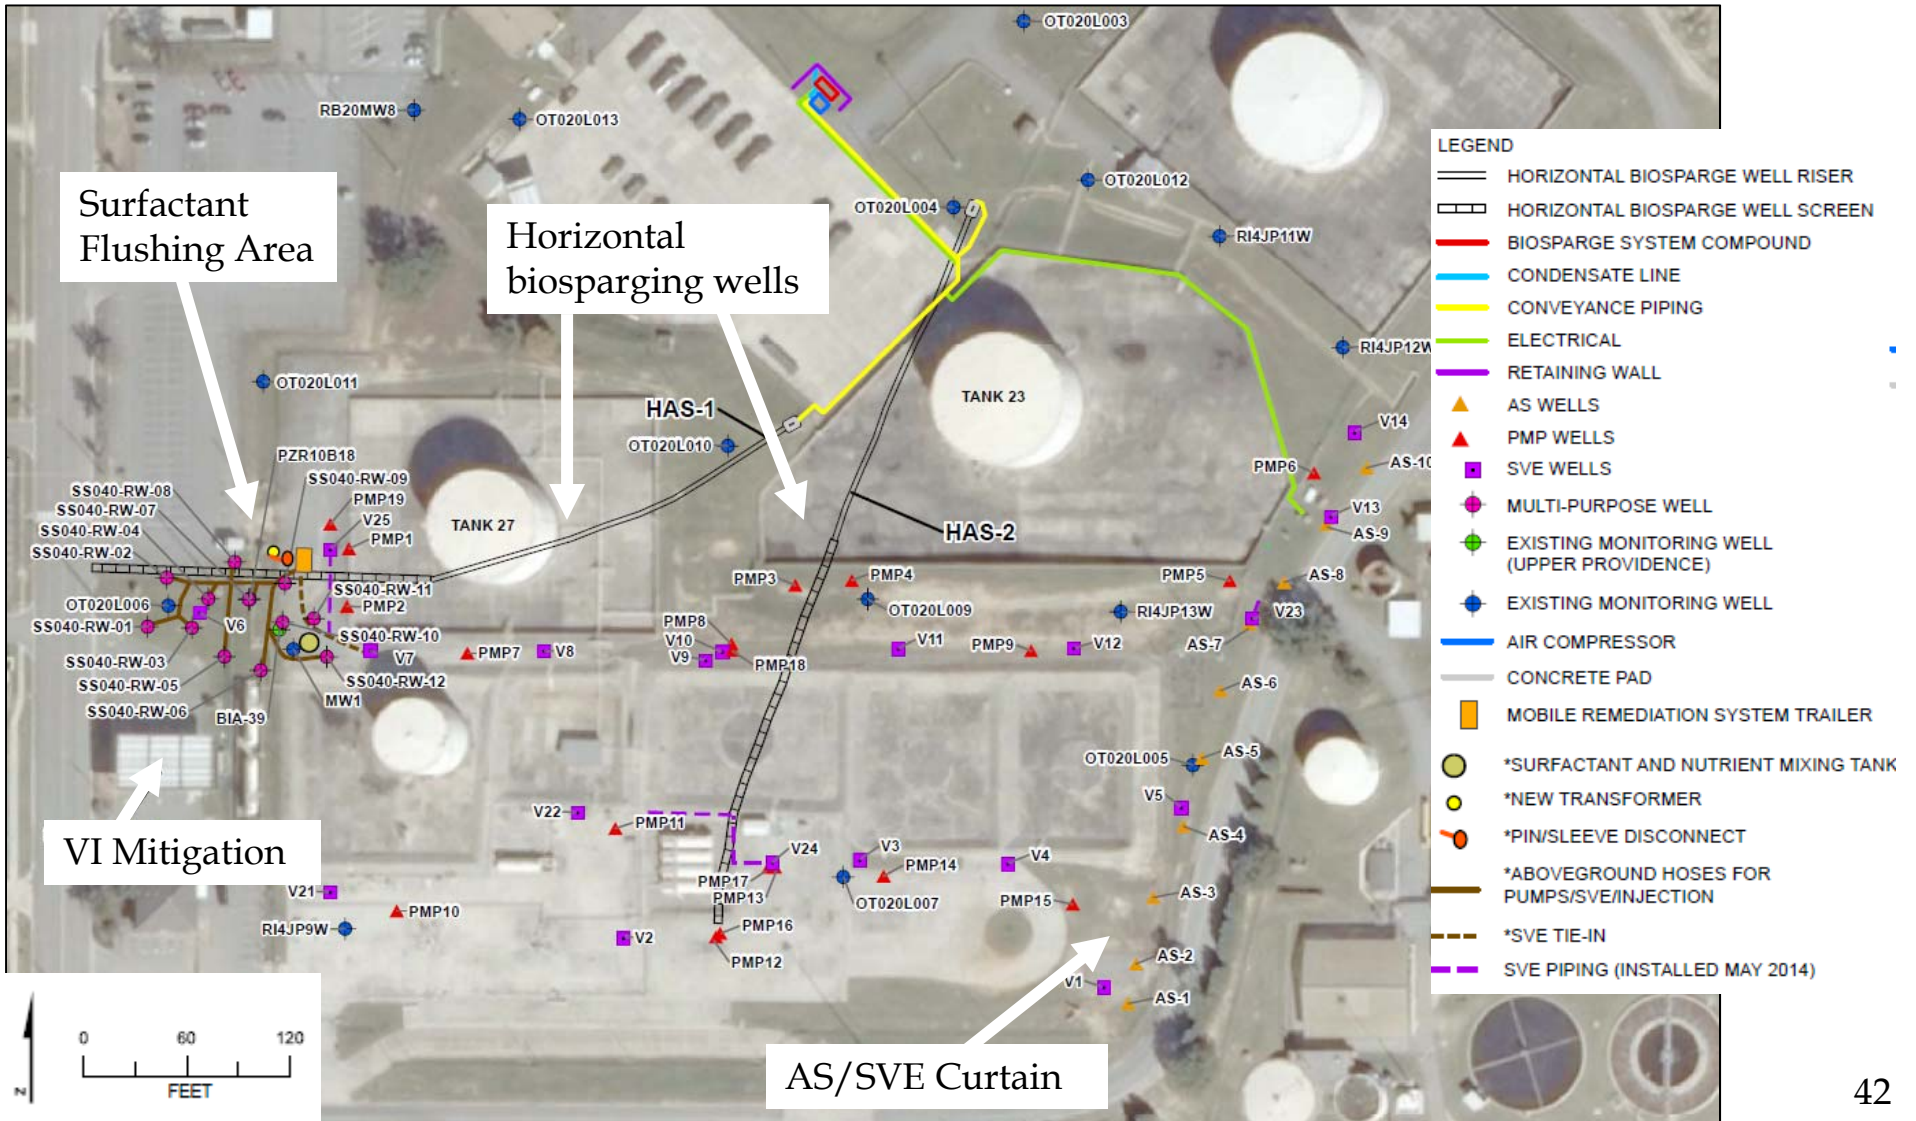 OT020L003
RB20MW8
OT020L013
OT020L012
OT020L004
RI4JP11W
Surfactant
Flushing Area
Horizontal
biosparging wells
RI4JP12W
OT020L011
HAS-1
OT020L010
TANK 23
V14
AS-10
PMP6
V13
AS-9
PZR10B18
SS040-RW-09
SS040-RW-08
PMP19
SS040-RW-07
V25
SS040-RW-04
PMP1
SS040-RW-02
TANK 27
HAS-2
PMP3
PMP4
PMP5
AS-8
SS040-RW-11
OT020L006
PMP2
OT020L009
RI4JP13W
V23
SS040-RW-01
V6
SS040-RW-10
PMP8
V10
V11
PMP9
V12
AS-7
SS040-RW-03
V7
PMP7
V8
V9
PMP18
SS040-RW-05
SS040-RW-12
AS-6
SS040-RW-06
MW1
BIA-39
OT020L005
AS-5
V5
V22
PMP11
AS-4
VI Mitigation
V24
V3
V4
PMP17
PMP14
V21
PMP13
AS-3
PMP10
OT020L007
PMP15
RI4JP9W
V2
PMP16
PMP12
AS-2
V1
AS-1
AS/SVE Curtain
N
0 60 120
FEET
LEGEND
HORIZONTAL BIOSPARGE WELL RISER
HORIZONTAL BIOSPARGE WELL SCREEN
BIOSPARGE SYSTEM COMPOUND
CONDENSATE LINE
CONVEYANCE PIPING
ELECTRICAL
RETAINING WALL
AS WELLS
PMP WELLS
SVE WELLS
MULTI-PURPOSE WELL
EXISTING MONITORING WELL
(UPPER PROVIDENCE)
EXISTING MONITORING WELL
AIR COMPRESSOR
CONCRETE PAD
MOBILE REMEDIATION SYSTEM TRAILER
*SURFACTANT AND NUTRIENT MIXING TANK
*NEW TRANSFORMER
*PIN/SLEEVE DISCONNECT
*ABOVEGROUND HOSES FOR
PUMPS/SVE/INJECTION
*SVE TIE-IN
SVE PIPING (INSTALLED MAY 2014)
42